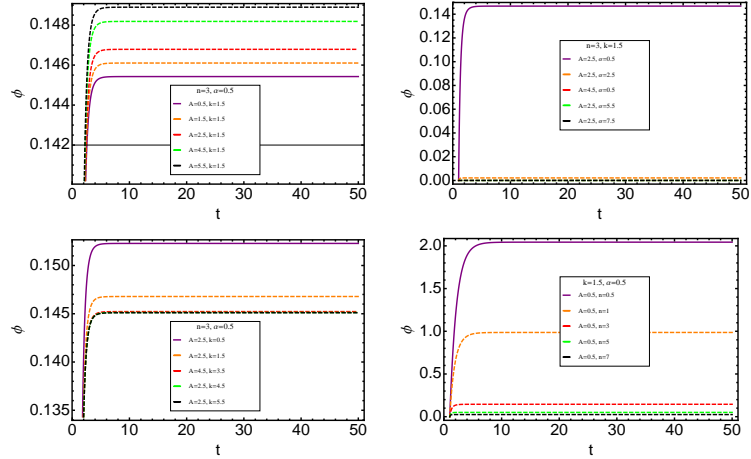 0.148
0.146
0.144
0.142
ϕ
n=3, α=0.5
A=0.5, k=1.5
A=1.5, k=1.5
A=2.5, k=1.5
A=4.5, k=1.5
A=5.5, k=1.5
0 10 20 30 40 50
t
0.14
0.12
0.10
0.08
0.06
0.04
0.02
0.00
ϕ
n=3, k=1.5
A=2.5, α=0.5
A=2.5, α=2.5
A=4.5, α=0.5
A=2.5, α=5.5
A=2.5, α=7.5
0 10 20 30 40 50
t
0.150
0.145
0.140
0.135
ϕ
n=3, α=0.5
A=2.5, k=0.5
A=2.5, k=1.5
A=4.5, k=3.5
A=2.5, k=4.5
A=2.5, k=5.5
0 10 20 30 40 50
t
2.0
1.5
1.0
0.5
0.0
ϕ
k=1.5, α=0.5
A=0.5, n=0.5
A=0.5, n=1
A=0.5, n=3
A=0.5, n=5
A=0.5, n=7
0 10 20 30 40 50
t